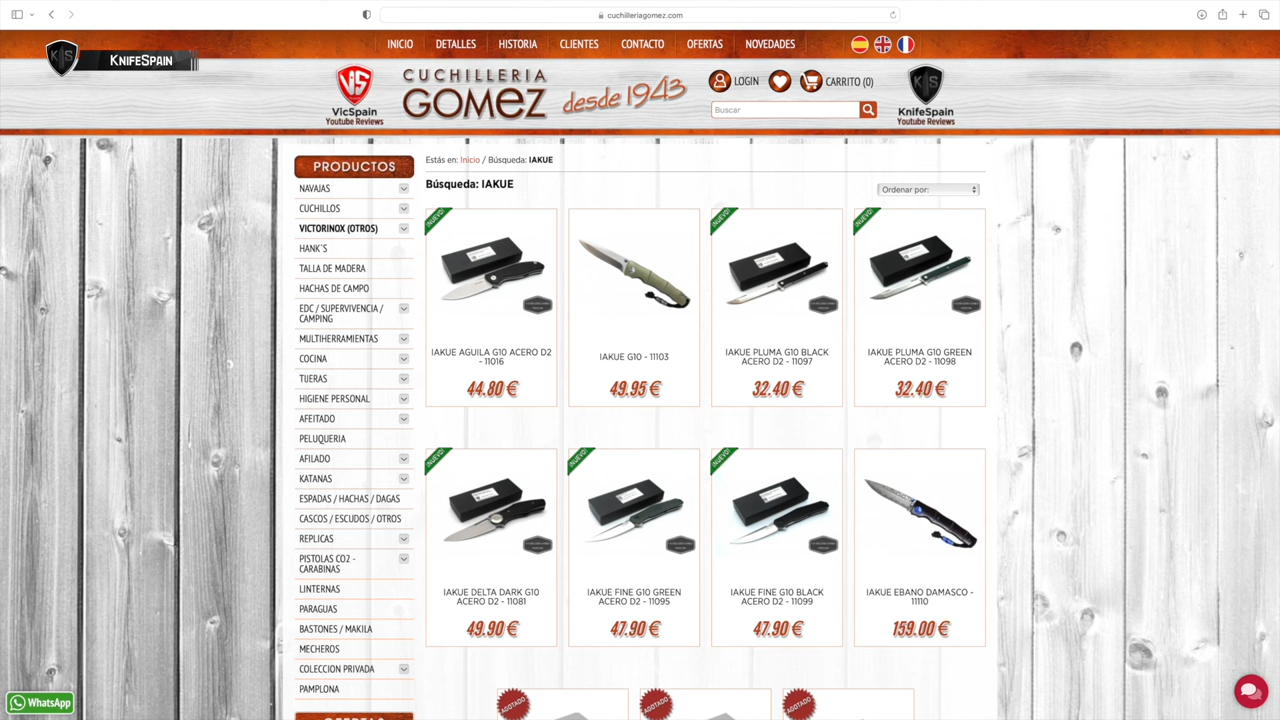 cuchilleriagomez.com
KNIFESPAIN
INICIO
DETALLES
HISTORIA
CLIENTES
CONTACTO
OFERTAS
NOVEDADES
VicSpain
Youtube Reviews
CUCHILLERIA
GOMEZ
desde 1943
LOGIN
CARRITO (0)
Buscar
KnifeSpain
Youtube Reviews
PRODUCTOS
NAVAJAS
CUCHILLOS
VICTORINOX (OTROS)
HANK´S
TALLA DE MADERA
HACHAS DE CAMPO
EDC / SUPERVIVENCIA /
CAMPING
MULTIHERRAMIENTAS
COCINA
TIJERAS
HIGIENE PERSONAL
AFEITADO
PELUQUERIA
AFILADO
KATANAS
ESPADAS / HACHAS / DAGAS
CASCOS / ESCUDOS / OTROS
REPLICAS
PISTOLAS CO2 -
CARABINAS
LINTERNAS
PARAGUAS
BASTONES / MAKILA
MECHEROS
COLECCION PRIVADA
PAMPLONA
Estás en: Inicio / Búsqueda: IAKUE
Búsqueda: IAKUE
Ordenar por:
¡NUEVO!
IAKUE AGUILA G10 ACERO D2
- 11016
44.80 €
IAKUE G10 - 11103
49.95 €
¡NUEVO!
IAKUE PLUMA G10 BLACK
ACERO D2 - 11097
32.40 €
¡NUEVO!
IAKUE PLUMA G10 GREEN
ACERO D2 - 11098
32.40 €
¡NUEVO!
IAKUE DELTA DARK G10
ACERO D2 - 11081
49.90 €
¡NUEVO!
IAKUE FINE G10 GREEN
ACERO D2 - 11095
47.90 €
¡NUEVO!
IAKUE FINE G10 BLACK
ACERO D2 - 11099
47.90 €
IAKUE EBANO DAMASCO -
11110
159.00 €
AGOTADO
AGOTADO
AGOTADO
WhatsApp